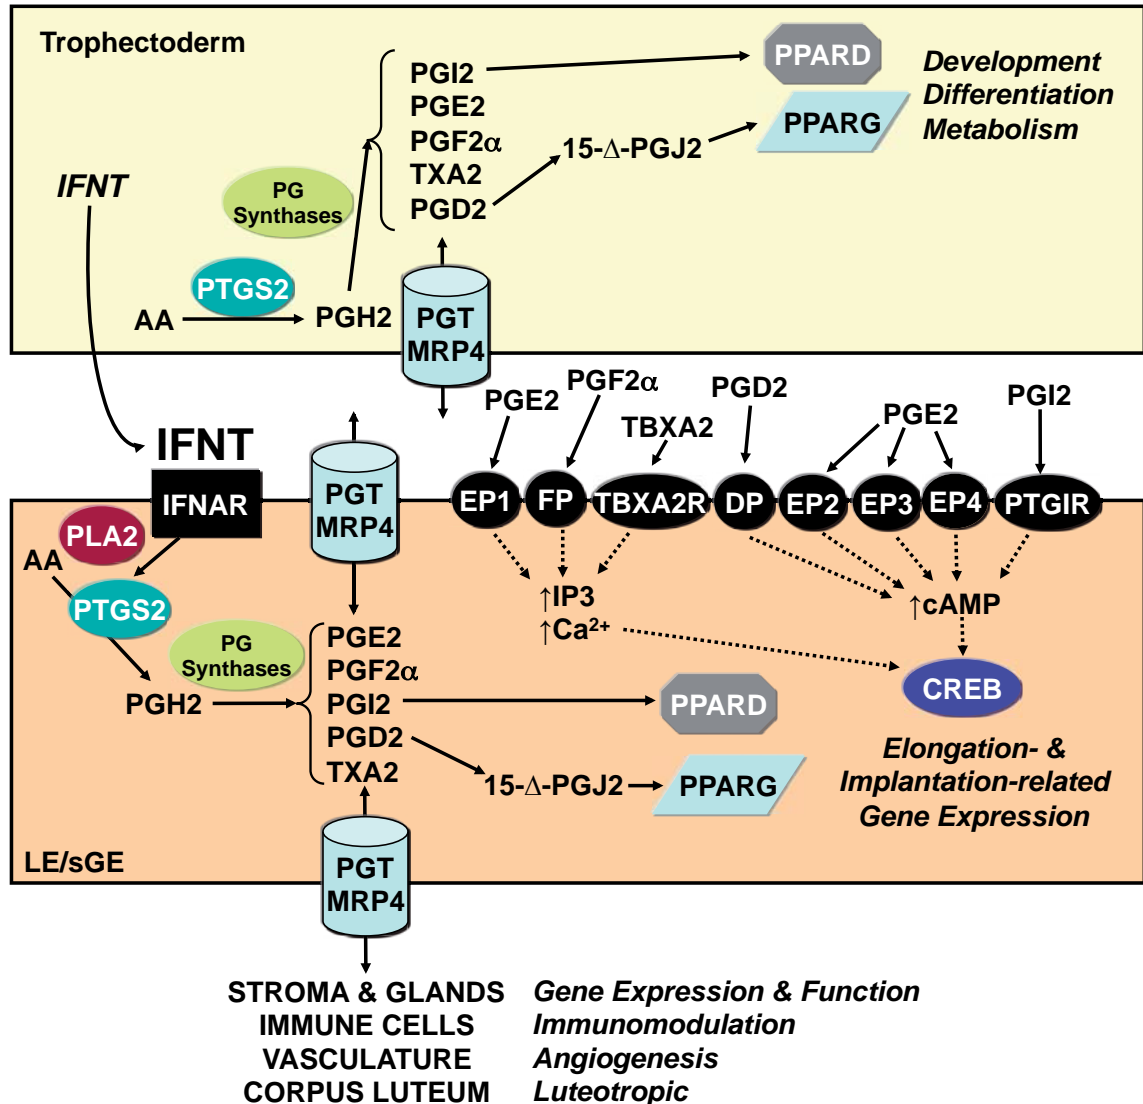 Trophectoderm
PGI2
PGE2
PGF2α
TXA2
PGD2
15-Δ-PGJ2
PPARD
PPARG
Development
Differentiation
Metabolism
IFNT
PG
Synthases
PTGS2
AA
PGH2
PGT
MRP4
IFNT
IFNAR
PGT
MRP4
PGE2
PGF2α
TBXA2
PGD2
PGE2
PGI2
EP1
FP
TBXA2R
DP
EP2
EP3
EP4
PTGIR
PLA2
AA
PTGS2
PG
Synthases
PGH2
↑IP3
↑Ca²⁺
↑cAMP
CREB
PGE2
PGF2α
PGI2
PGD2
TXA2
PPARD
15-Δ-PGJ2
PPARG
Elongation- &
Implantation-related
Gene Expression
LE/sGE
PGT
MRP4
STROMA & GLANDS Gene Expression & Function
IMMUNE CELLS Immunomodulation
VASCULATURE Angiogenesis
CORPUS LUTEUM Luteotropic